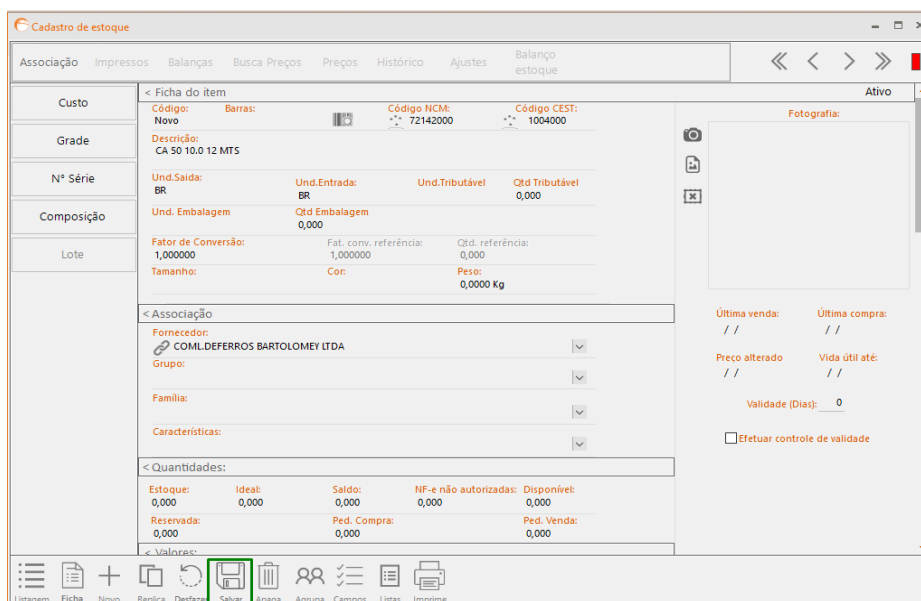 Cadastro de estoque
Associação Impressos Balanças Busca Preços Preços Histórico Ajustes Balanço estoque
Custo
Grade
N° Série
Composição
Lote
< Ficha do item Ativo
Código: Barras: Código NCM: Código CEST:
Novo 72142000 1004000
Descrição:
CA 50 10.0 12 MTS
Und.Saida: Und.Entrada: Und.Tributável Qtd Tributável
BR BR 0,000
Und. Embalagem Qtd Embalagem
0,000
Fator de Conversão: Fat. conv. referência: Qtd. referência:
1,000000 1,000000 0,000
Tamanho: Cor: Peso:
0,0000 Kg
< Associação
Fornecedor:
COML.DEFERROS BARTOLOMEY LTDA
Grupo:
Família:
Características:
< Quantidades:
Estoque: Ideal: Saldo: NF-e não autorizadas: Disponível:
0,000 0,000 0,000 0,000 0,000
Reservada: Ped. Compra: Ped. Venda:
0,000 0,000 0,000
< Valores:
Fotografia:
Última venda: Última compra:
/ / / /
Preço alterado Vida útil até:
/ / / /
Validade (Dias): 0
Efetuar controle de validade
Listagem Ficha Novo Replica Desfazer Salvar Apaga Agrupa Campos Listas Imprime